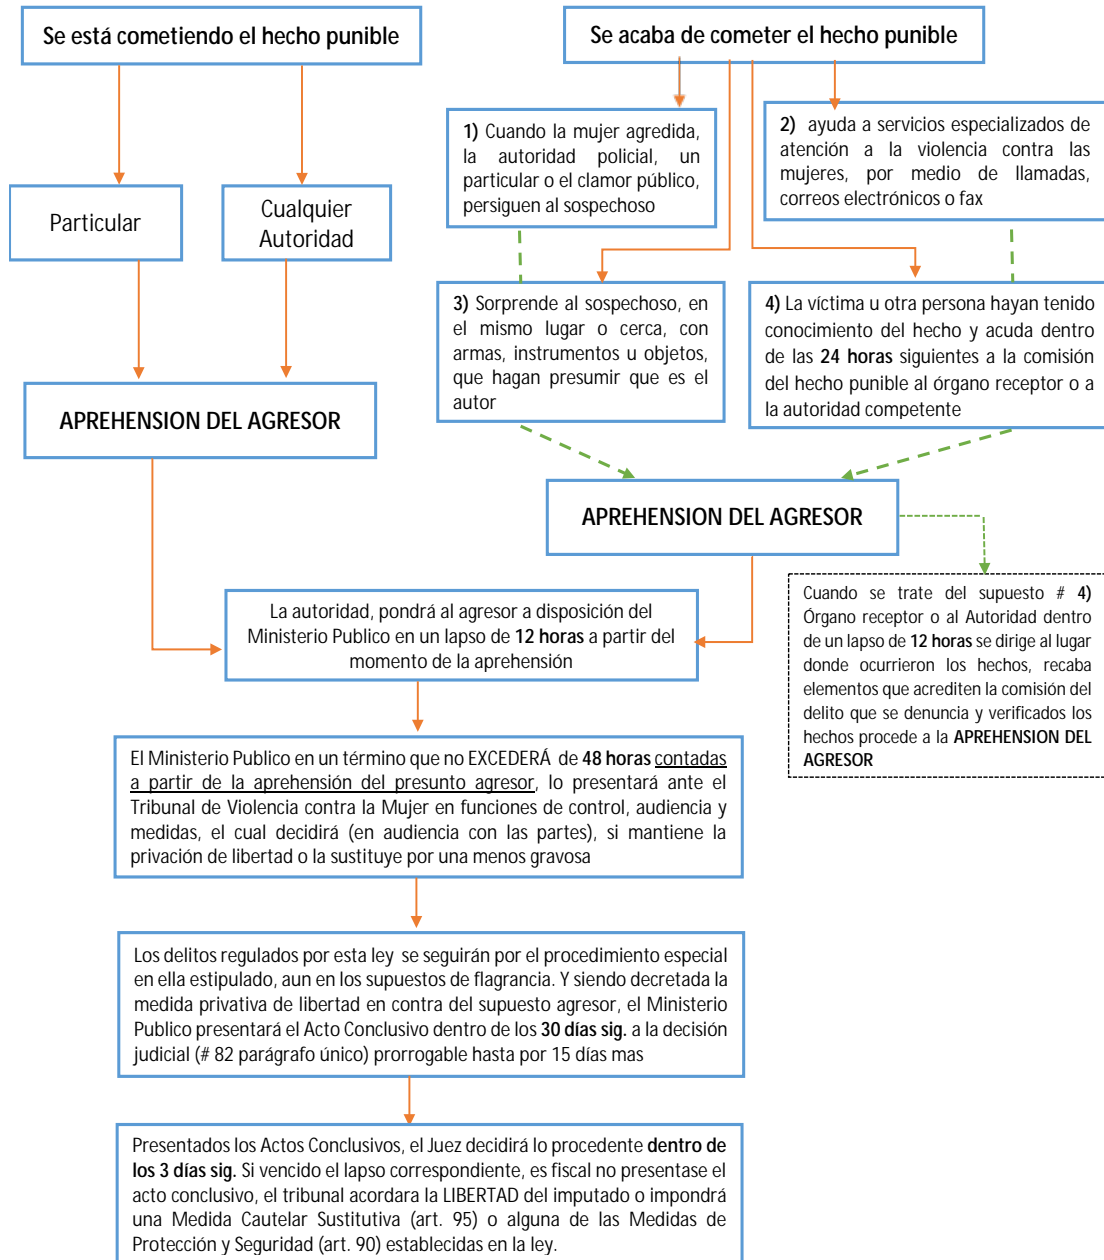 Se está cometiendo el hecho punible
Se acaba de cometer el hecho punible
Particular
Cualquier
Autoridad
1) Cuando la mujer agredida,
la autoridad policial, un
particular o el clamor público,
persiguen al sospechoso
2) ayuda a servicios especializados de
atención a la violencia contra las
mujeres, por medio de llamadas,
correos electrónicos o fax
3) Sorprende al sospechoso, en
el mismo lugar o cerca, con
armas, instrumentos u objetos,
que hagan presumir que es el
autor
4) La víctima u otra persona hayan tenido
conocimiento del hecho y acuda dentro
de las 24 horas siguientes a la comisión
del hecho punible al órgano receptor o a
la autoridad competente
APREHENSION DEL AGRESOR
APREHENSION DEL AGRESOR
Cuando se trate del supuesto # 4)
Órgano receptor o al Autoridad dentro
de un lapso de 12 horas se dirige al lugar
donde ocurrieron los hechos, recaba
elementos que acrediten la comisión del
delito que se denuncia y verificados los
hechos procede a la APREHENSION DEL
AGRESOR
La autoridad, pondrá al agresor a disposición del
Ministerio Publico en un lapso de 12 horas a partir del
momento de la aprehensión
El Ministerio Publico en un término que no EXCEDERÁ de 48 horas contadas
a partir de la aprehensión del presunto agresor, lo presentará ante el
Tribunal de Violencia contra la Mujer en funciones de control, audiencia y
medidas, el cual decidirá (en audiencia con las partes), si mantiene la
privación de libertad o la sustituye por una menos gravosa
Los delitos regulados por esta ley se seguirán por el procedimiento especial
en ella estipulado, aun en los supuestos de flagrancia. Y siendo decretada la
medida privativa de libertad en contra del supuesto agresor, el Ministerio
Publico presentará el Acto Conclusivo dentro de los 30 días sig. a la decisión
judicial (# 82 parágrafo único) prorrogable hasta por 15 días mas
Presentados los Actos Conclusivos, el Juez decidirá lo procedente dentro de
los 3 días sig. Si vencido el lapso correspondiente, es fiscal no presentase el
acto conclusivo, el tribunal acordara la LIBERTAD del imputado o impondrá
una Medida Cautelar Sustitutiva (art. 95) o alguna de las Medidas de
Protección y Seguridad (art. 90) establecidas en la ley.